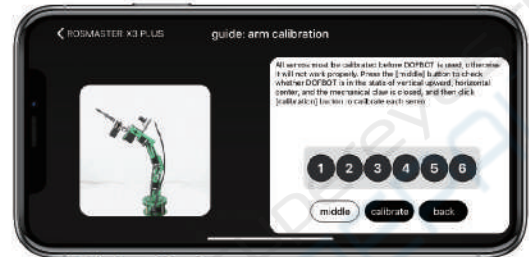 ROSMASTER X3 PLUS
guide: arm calibration
All servos must be calibrated before DOFBOT is used, otherwise
it will not work properly. Press the [middle] button to check
whether DOFBOT is in the state of vertical upward, horizontal
center, and the mechanical claw is closed, and then click
[calibration] button to calibrate each servo
1 2 3 4 5 6
middle calibrate back